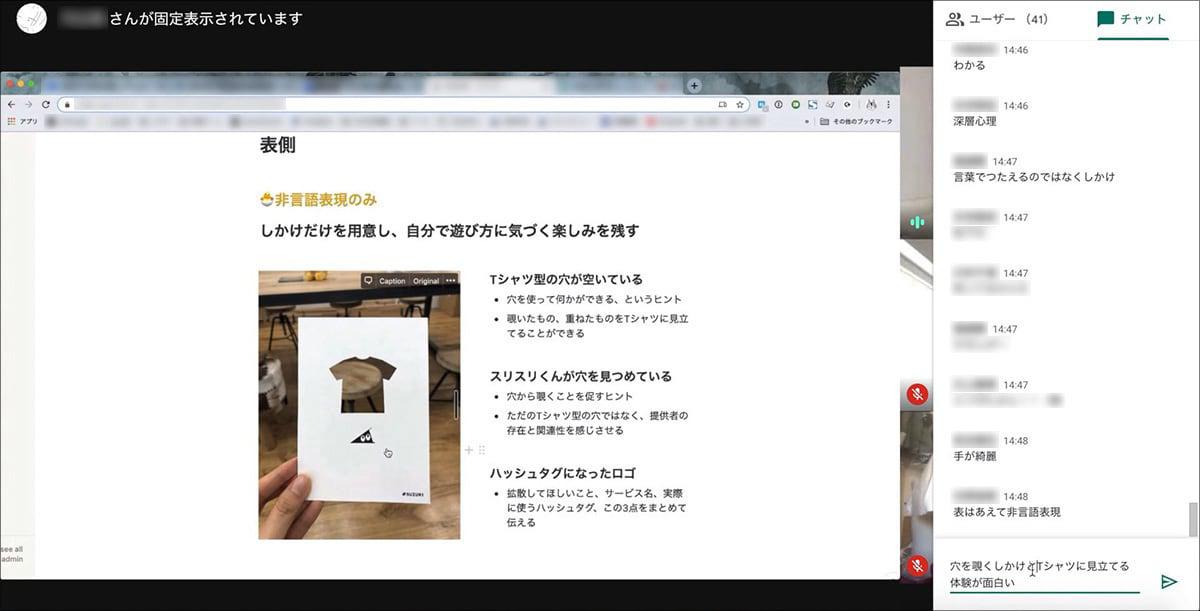 さんが固定表示されています
ユーザー (41)
チャット
アプリ
その他のブックマーク
表側
非言語表現のみ
しかけだけを用意し、自分で遊び方に気づく楽しみを残す
Caption Original
#SUZURI
Tシャツ型の穴が空いている
• 穴を使って何かができる、というヒント
• 覗いたもの、重ねたものをTシャツに見立
てることができる
スリスリくんが穴を見つめている
• 穴から覗くことを促すヒント
• ただのTシャツ型の穴ではなく、提供者の
存在と関連性を感じさせる
ハッシュタグになったロゴ
• 拡散してほしいこと、サービス名、実際
に使うハッシュタグ、この3点をまとめて
伝える
see all
admin
14:46
わかる
14:46
深層心理
14:47
言葉でつたえるのではなくしかけ
14:47
14:47
14:47
14:47
14:48
手が綺麗
14:48
表はあえて非言語表現
穴を覗くしかけとTシャツに見立てる
体験が面白い